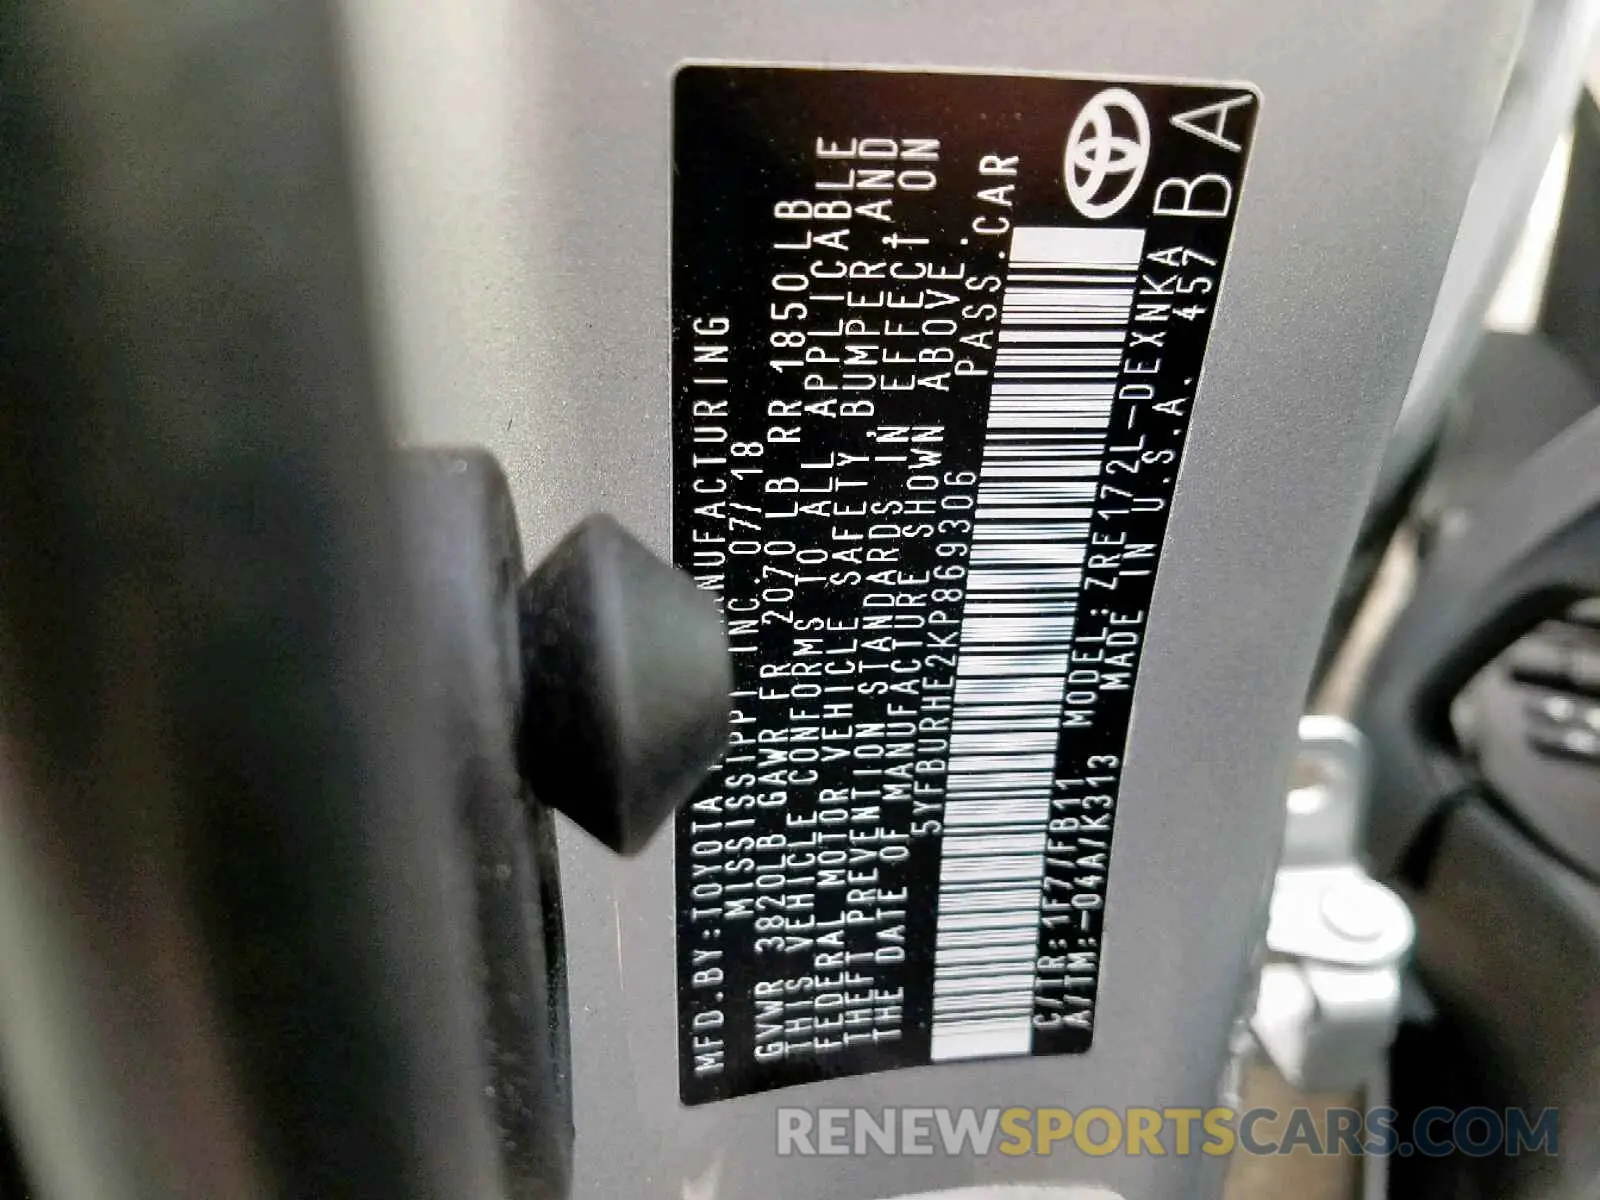 MFD.BY:TOYOTA MANUFACTURING
MISSISSIPPI INC. 07/18
GVWR 3820LB GAWR FR 2070 LB RR 1850 LB
THIS VEHICLE CONFORMS TO ALL APPLICABLE
FEDERAL MOTOR VEHICLE SAFETY, BUMPER AND
THEFT PREVENTION STANDARDS IN EFFECT ON
THE DATE OF MANUFACTURE SHOWN ABOVE.
5YFBURHE2KP869306 PASS.CAR
C/TR:1F7/FB11 MODEL:ZRE172L-DEXNKA
A/TM:-04A/K313 MADE IN U.S.A. 457
BA
RENEWSPORTSCARS.COM